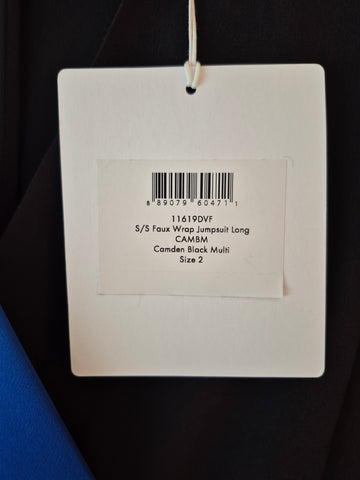 8 89079 60471 1
11619DVF
S/S Faux Wrap Jumpsuit Long
CAMBM
Camden Black Multi
Size 2